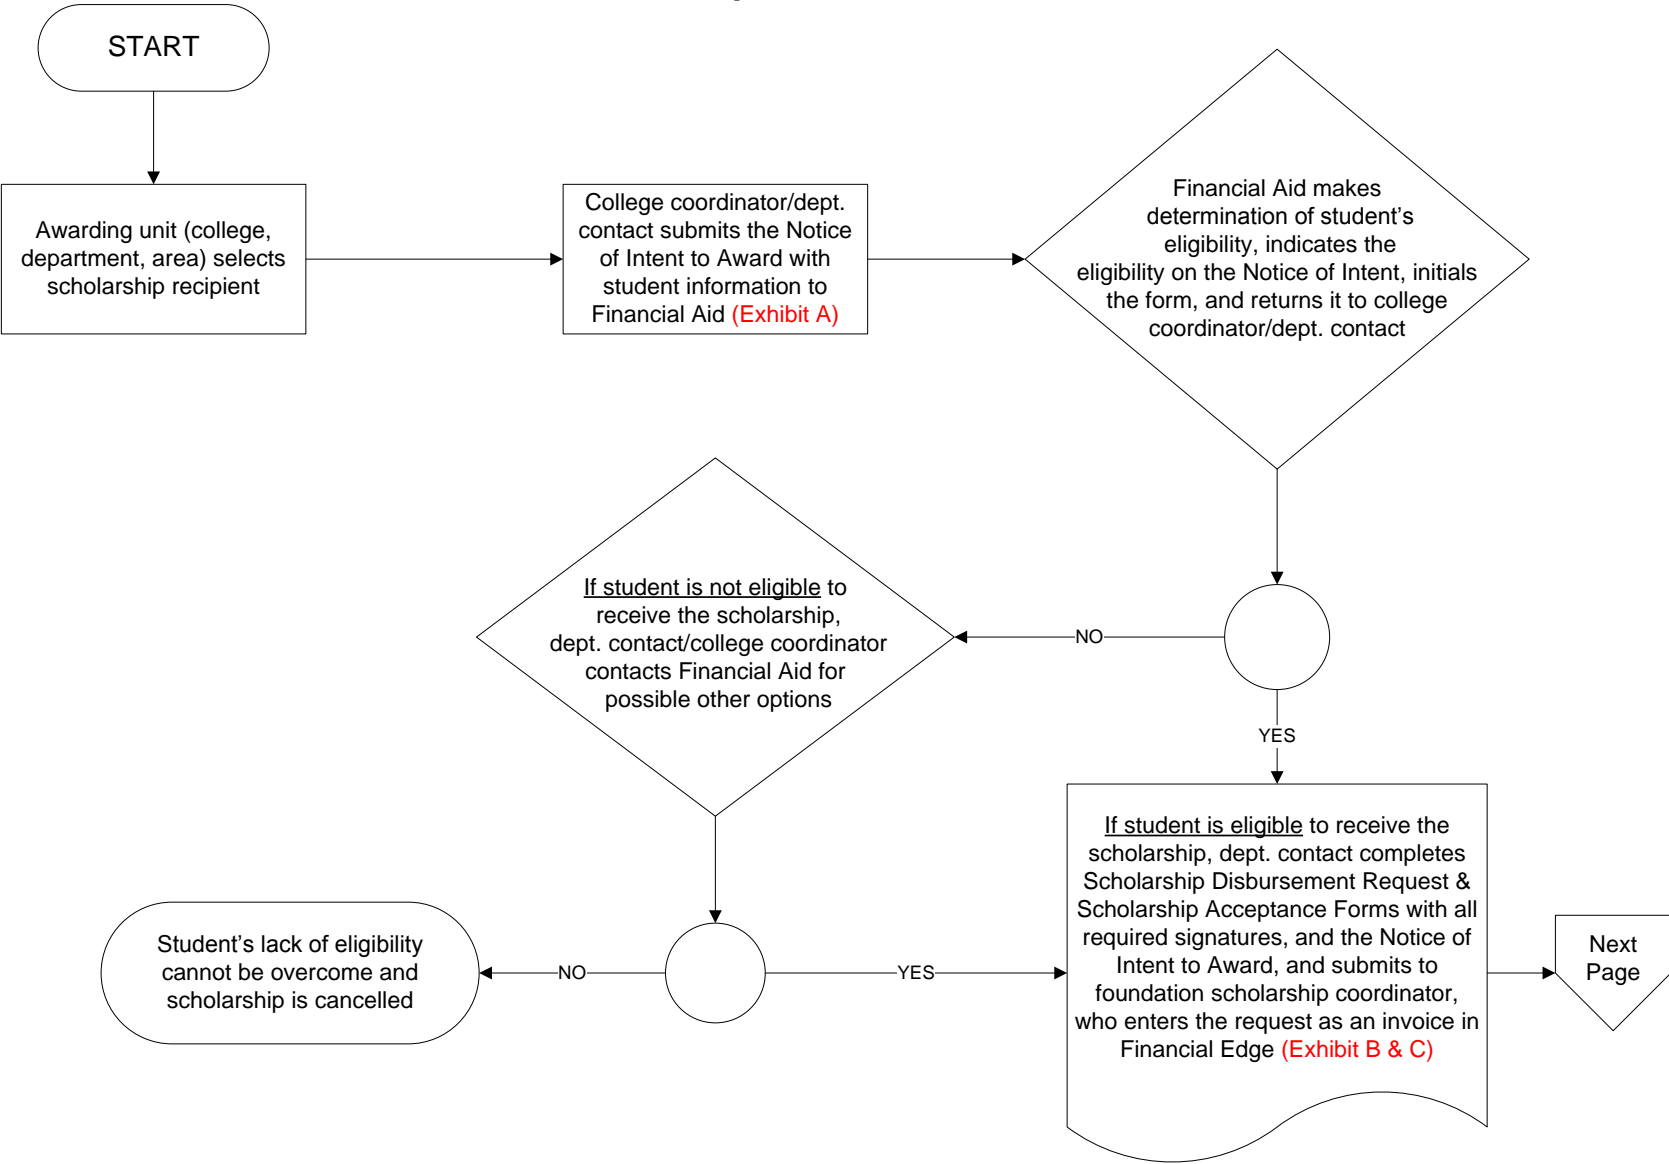 START
Awarding unit (college,
department, area) selects
scholarship recipient
College coordinator/dept.
contact submits the Notice
of Intent to Award with
student information to
Financial Aid (Exhibit A)
Financial Aid makes
determination of student's
eligibility, indicates the
eligibility on the Notice of Intent, initials
the form, and returns it to college
coordinator/dept. contact
NO
YES
If student is not eligible to
receive the scholarship,
dept. contact/college coordinator
contacts Financial Aid for
possible other options
NO
YES
Student's lack of eligibility
cannot be overcome and
scholarship is cancelled
If student is eligible to receive the
scholarship, dept. contact completes
Scholarship Disbursement Request &
Scholarship Acceptance Forms with all
required signatures, and the Notice of
Intent to Award, and submits to
foundation scholarship coordinator,
who enters the request as an invoice in
Financial Edge (Exhibit B & C)
Next
Page